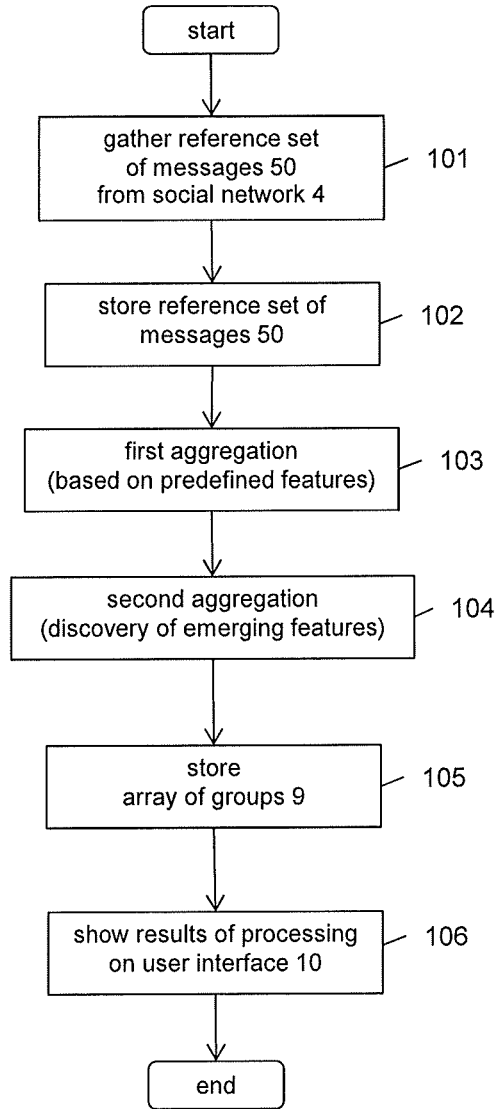 start
gather reference set
of messages 50
from social network 4
101
store reference set of
messages 50
102
first aggregation
(based on predefined features)
103
second aggregation
(discovery of emerging features)
104
store
array of groups 9
105
show results of processing
on user interface 10
106
end